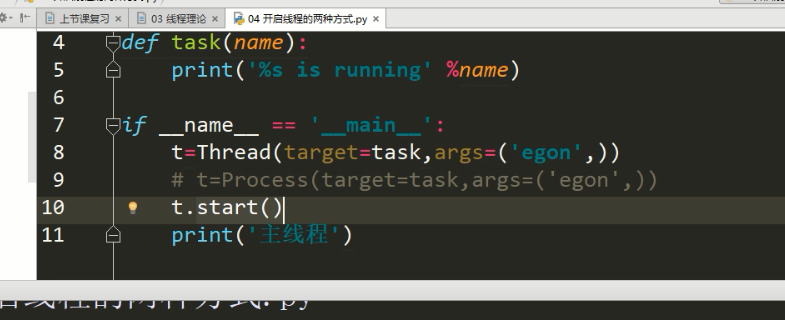 上节课复习 03 线程理论 04 开启线程的两种方式.py
4 def task(name):
5     print('%s is running' %name)
6
7 if __name__ == '__main__':
8     t=Thread(target=task,args=('egon',))
9     # t=Process(target=task,args=('egon',))
10     t.start()
11     print('主线程')
线程的两种方式.py